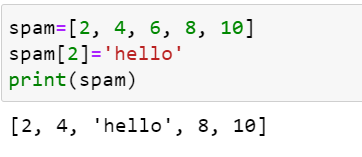 spam=[2, 4, 6, 8, 10]
spam[2]='hello'
print(spam)
[2, 4, 'hello', 8, 10]